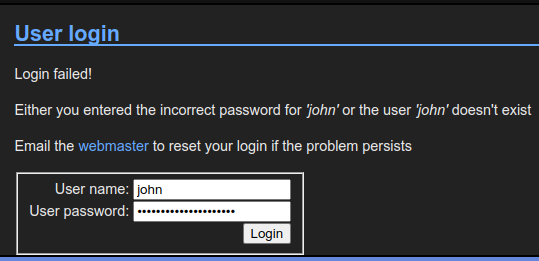 User login
Login failed!
Either you entered the incorrect password for 'john' or the user 'john' doesn't exist
Email the webmaster to reset your login if the problem persists
User name: john
User password: •••••••••••••••••••••
Login